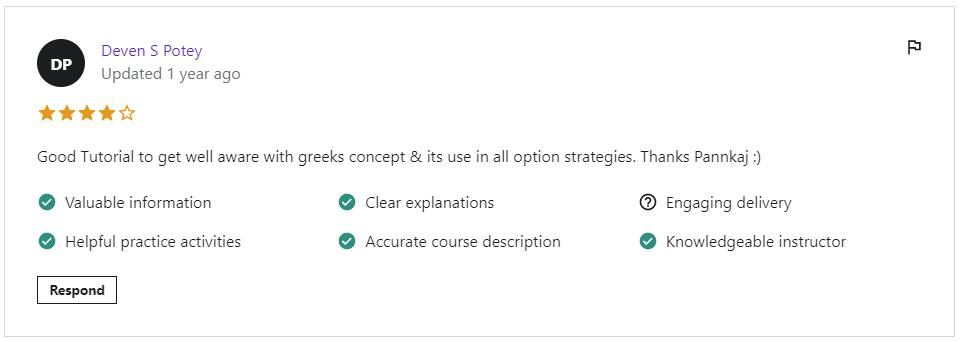 DP
Deven S Potey
Updated 1 year ago
Good Tutorial to get well aware with greeks concept & its use in all option strategies. Thanks Pannkaj :)
Valuable information
Clear explanations
Engaging delivery
Helpful practice activities
Accurate course description
Knowledgeable instructor
Respond